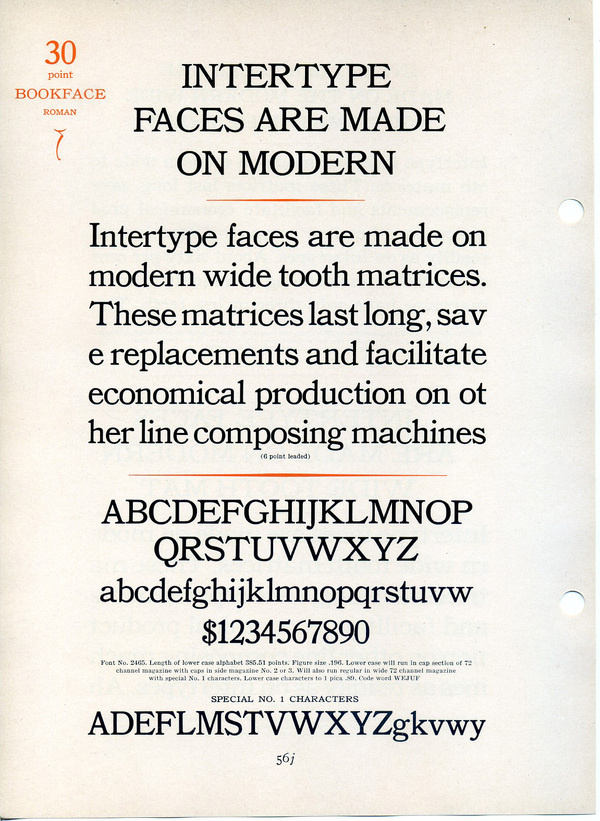 30
point
BOOKFACE
ROMAN
INTERTYPE
FACES ARE MADE
ON MODERN
Intertype faces are made on
modern wide tooth matrices.
These matrices last long, sav
e replacements and facilitate
economical production on ot
her line composing machines
(6 point leaded)
ABCDEFGHIJKLMNOP
QRSTUVWXYZ
abcdefghijklmnopqrstuvw
$1234567890
Font No. 2465. Length of lower case alphabet 385.51 points. Figure size .196. Lower case will run in cap section of 72
channel magazine with caps in side magazine No. 2 or 3. Will also run regular in wide 72 channel magazine
with special No. 1 characters. Lower case characters to 1 pica .89. Code word WEJUF
SPECIAL NO. 1 CHARACTERS
ADEFLMSTVWXYZgkvwy
56j